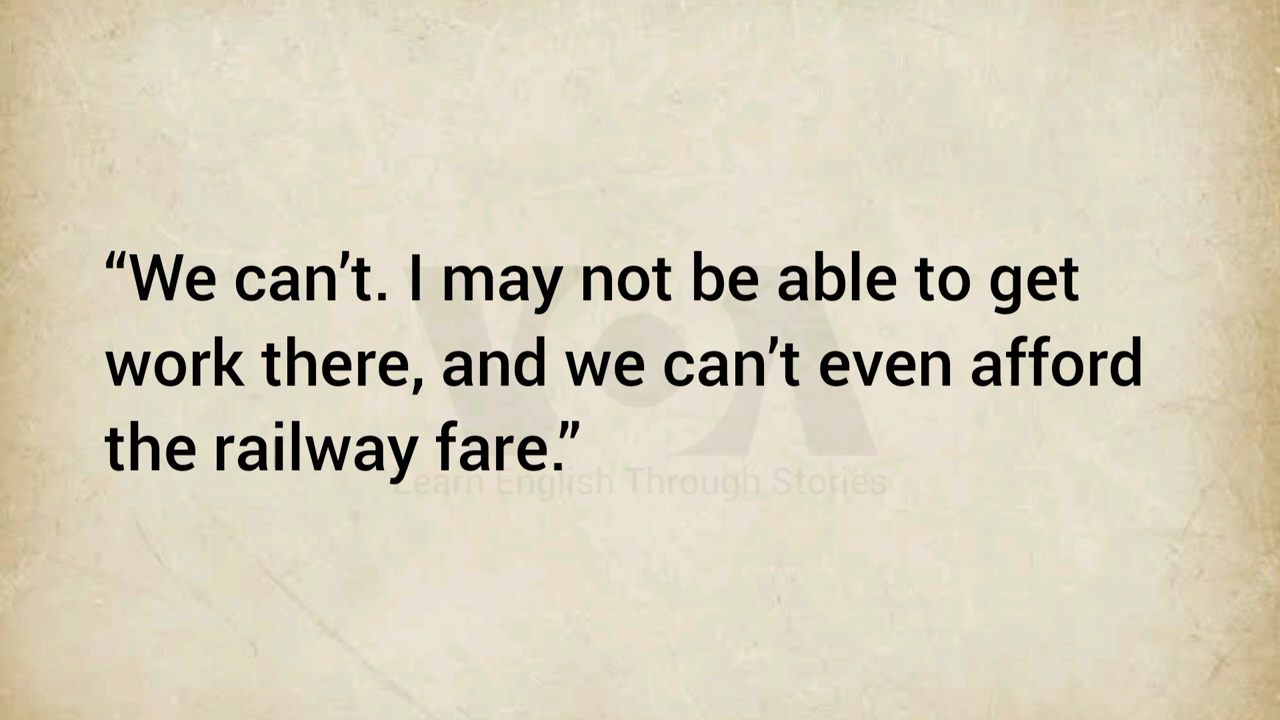 “We can’t. I may not be able to get
work there, and we can’t even afford
the railway fare.”
VOA
Learn English Through Stories